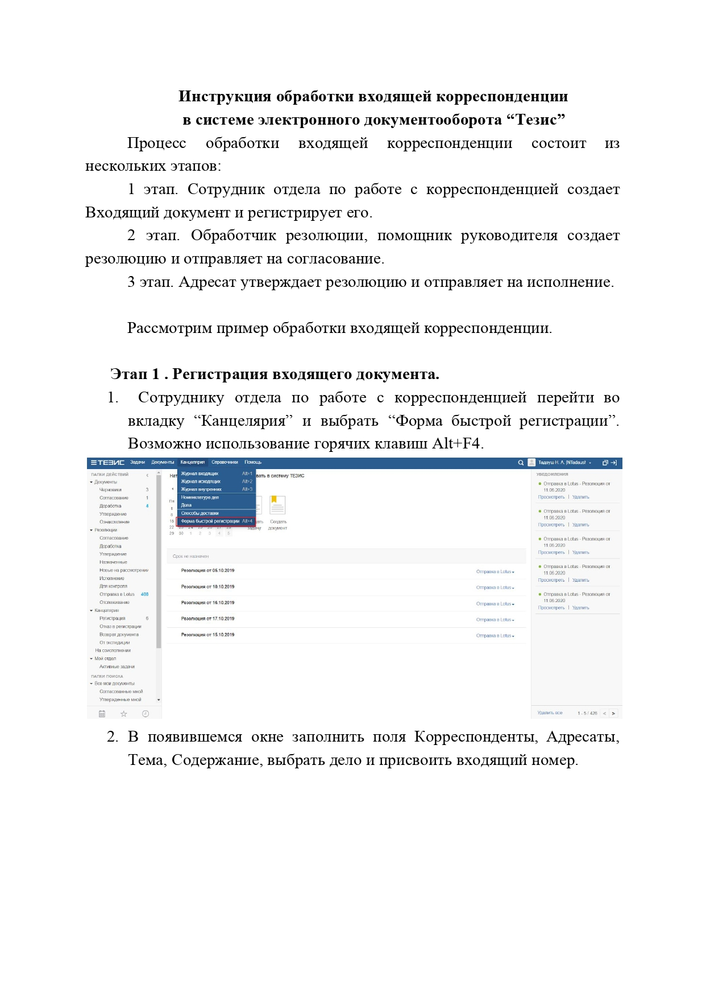 Инструкция обработки входящей корреспонденции
в системе электронного документооборота “Тезис”
Процесс обработки входящей корреспонденции состоит из
нескольких этапов:
1 этап. Сотрудник отдела по работе с корреспонденцией создает
Входящий документ и регистрирует его.
2 этап. Обработчик резолюции, помощник руководителя создает
резолюцию и отправляет на согласование.
3 этап. Адресат утверждает резолюцию и отправляет на исполнение.
Рассмотрим пример обработки входящей корреспонденции.
Этап 1 . Регистрация входящего документа.
1. Сотруднику отдела по работе с корреспонденцией перейти во
вкладку “Канцелярия” и выбрать “Форма быстрой регистрации”.
Возможно использование горячих клавиш Alt+F4.
ТЕЗИС Задачи Документы Канцелярия Справочники Помощь Тадауш Н. А. [NTadaust
ПАПКИ ДЕЙСТВИЙ
Документы
Черновики 3
Согласование 1
Доработка 4
Утверждение
Ознакомление
Резолюции
Согласование
Доработка
Утверждение
Назначенные
Новые на рассмотрении
Исполнение
Для контроля
Отправка в Lotus 408
Отслеживание
Канцелярия
Регистрация 6
Отказ в регистрации
Возврат документа
От экспедиции
На соисполнении
Мой отдел
Активные задачи
ПАПКИ ПОИСКА
Все мои документы
Согласованные мной
Утвержденные мной
Журнал входящих Alt+1
Журнал исходящих Alt+2
Журнал внутренних Alt+3
Номенклатура дел
Дела
Способы доставки
Форма быстрой регистрации Alt+4
Нат
вать в систему ТЕЗИС
Пн
1
8
15
22 23 24 25 26 27 28
29 30 1 2 3 4 5
дать
задачу
Создать
документ
Срок не назначен
Резолюция от 05.10.2019 Отправка в Lotus
Резолюция от 10.10.2019 Отправка в Lotus
Резолюция от 16.10.2019 Отправка в Lotus
Резолюция от 17.10.2019 Отправка в Lotus
Резолюция от 15.10.2019 Отправка в Lotus
УВЕДОМЛЕНИЯ
Отправка в Lotus - Резолюция от
11.06.2020
Просмотреть | Удалить
Отправка в Lotus - Резолюция от
11.06.2020
Просмотреть | Удалить
Отправка в Lotus - Резолюция от
11.06.2020
Просмотреть | Удалить
Отправка в Lotus - Резолюция от
11.06.2020
Просмотреть | Удалить
Отправка в Lotus - Резолюция от
11.06.2020
Просмотреть | Удалить
Удалить все 1 - 5 / 426 < >
2. В появившемся окне заполнить поля Корреспонденты, Адресаты,
Тема, Содержание, выбрать дело и присвоить входящий номер.